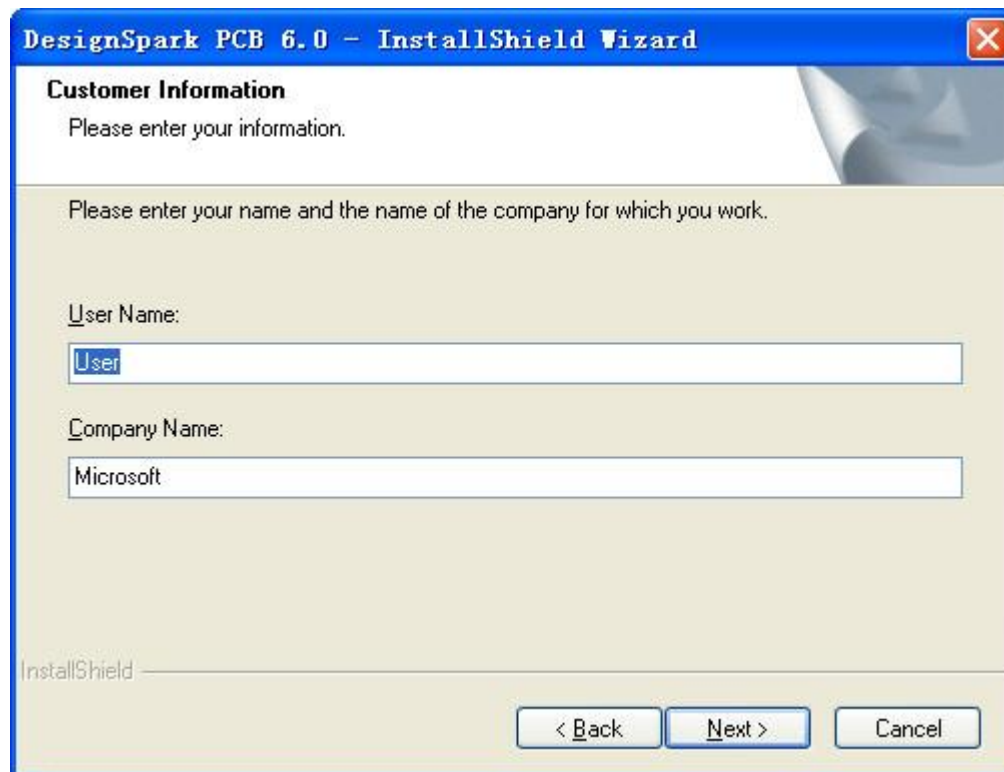 DesignSpark PCB 6.0 - InstallShield Wizard
Customer Information
Please enter your information.
Please enter your name and the name of the company for which you work.
User Name:
User
Company Name:
Microsoft
InstallShield
< Back
Next >
Cancel